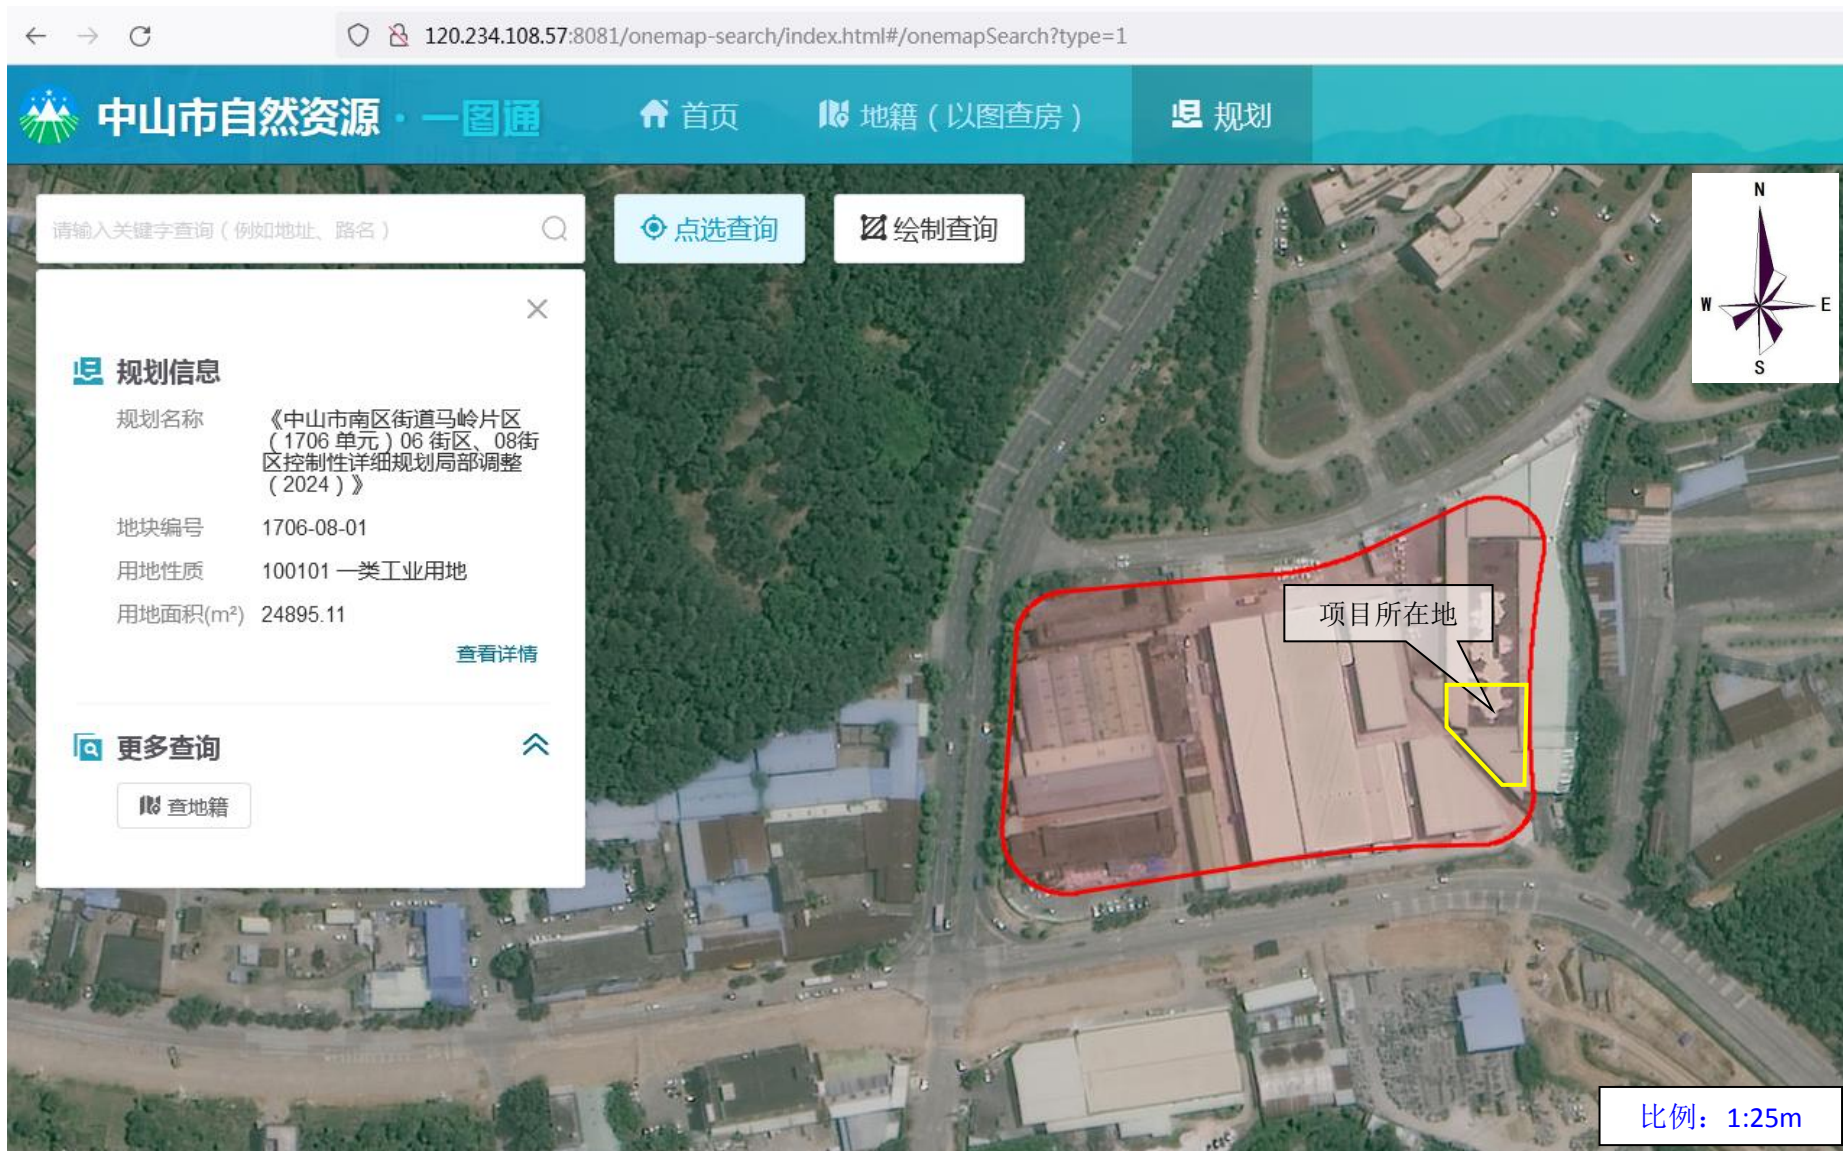 120.234.108.57:8081/onemap-search/index.html#/onemapSearch?type=1
中山市自然资源·一图通
首页
地籍（以图查房）
规划
请输入关键字查询（例如地址、路名）
点选查询
绘制查询
N
W
E
S
规划信息
规划名称
《中山市南区街道马岭片区
（1706 单元）06 街区、08街
区控制性详细规划局部调整
（2024）》
地块编号
1706-08-01
用地性质
100101 一类工业用地
用地面积(m²)
24895.11
查看详情
更多查询
查地籍
项目所在地
比例：1:25m